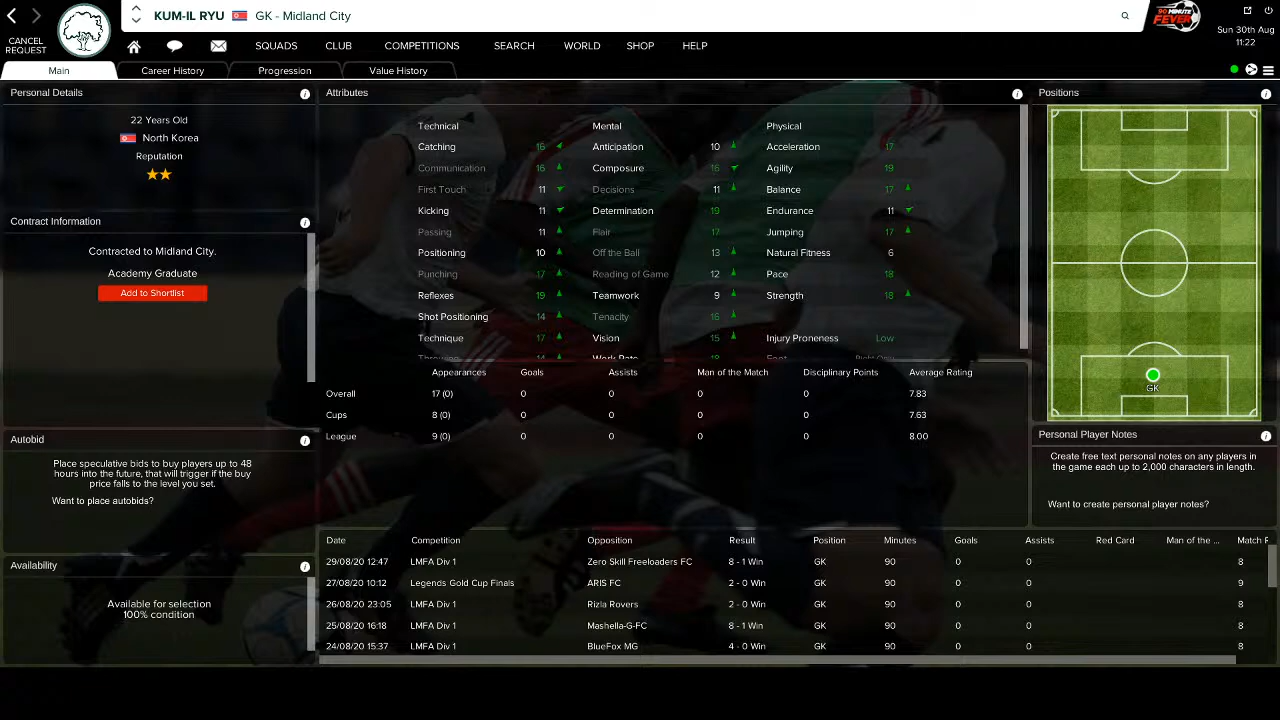 KUM-IL RYU GK - Midland City
90 MINUTE FEVER
CANCEL REQUEST
Sun 30th Aug
11:22
SQUADS CLUB COMPETITIONS SEARCH WORLD SHOP HELP
Main Career History Progression Value History
Personal Details
22 Years Old
North Korea
Reputation
Contract Information
Contracted to Midland City.
Academy Graduate
Add to Shortlist
Autobid
Place speculative bids to buy players up to 48
hours into the future, that will trigger if the buy
price falls to the level you set.
Want to place autobids?
Availability
Available for selection
100% condition
Attributes
Technical Mental Physical
Catching 16 Anticipation 10 Acceleration 17
Communication 16 Composure 16 Agility 19
First Touch 11 Decisions 11 Balance 17
Kicking 11 Determination 19 Endurance 11
Passing 11 Flair 17 Jumping 17
Positioning 10 Off the Ball 13 Natural Fitness 6
Punching 17 Reading of Game 12 Pace 18
Reflexes 19 Teamwork 9 Strength 18
Shot Positioning 14 Tenacity 16
Technique 17 Vision 15 Injury Proneness Low
Throwing 14 Work Rate 18 Foot Right Only
Appearances Goals Assists Man of the Match Disciplinary Points Average Rating
Overall 17 (0) 0 0 0 0 7.83
Cups 8 (0) 0 0 0 0 7.63
League 9 (0) 0 0 0 0 8.00
Date Competition Opposition Result Position Minutes Goals Assists Red Card Man of the ... Match F
29/08/20 12:47 LMFA Div 1 Zero Skill Freeloaders FC 8 - 1 Win GK 90 0 0 8
27/08/20 10:12 Legends Gold Cup Finals ARIS FC 2 - 0 Win GK 90 0 0 9
26/08/20 23:05 LMFA Div 1 Rizla Rovers 2 - 0 Win GK 90 0 0 8
25/08/20 16:18 LMFA Div 1 Mashella-G-FC 8 - 1 Win GK 90 0 0 8
24/08/20 15:37 LMFA Div 1 BlueFox MG 4 - 0 Win GK 90 0 0 8
Positions
GK
Personal Player Notes
Create free text personal notes on any players in
the game each up to 2,000 characters in length.
Want to create personal player notes?